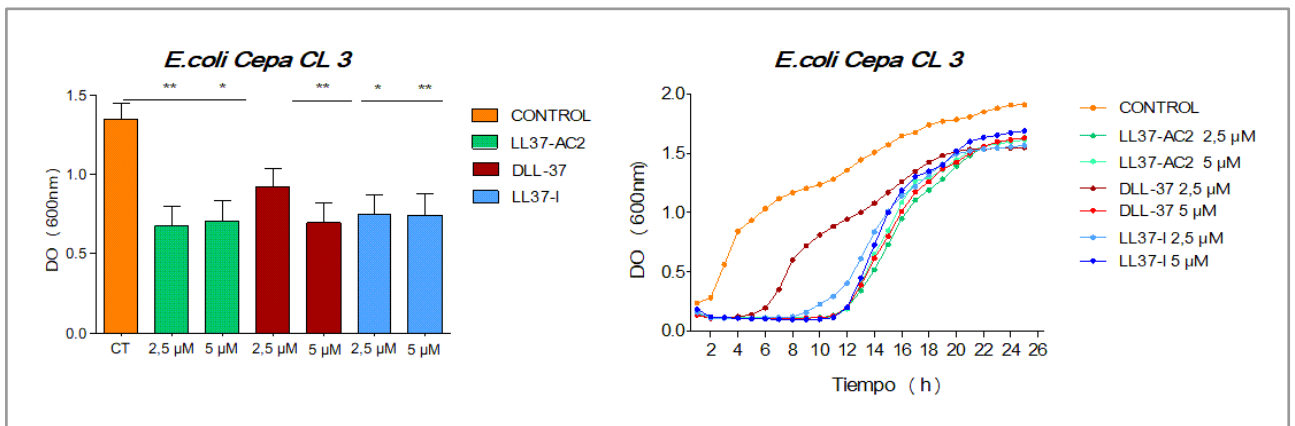 E.coli Cepa CL 3
** * ** * **
1.5
1.0
0.5
0.0
DO (600nm)
CT 2,5 µM 5 µM 2,5 µM 5 µM 2,5 µM 5 µM
CONTROL
LL37-AC2
DLL-37
LL37-I
E.coli Cepa CL 3
2.0
1.5
1.0
0.5
0.0
DO (600nm)
2 4 6 8 10 12 14 16 18 20 22 24 26
Tiempo (h)
CONTROL
LL37-AC2 2,5 µM
LL37-AC2 5 µM
DLL-37 2,5 µM
DLL-37 5 µM
LL37-I 2,5 µM
LL37-I 5 µM